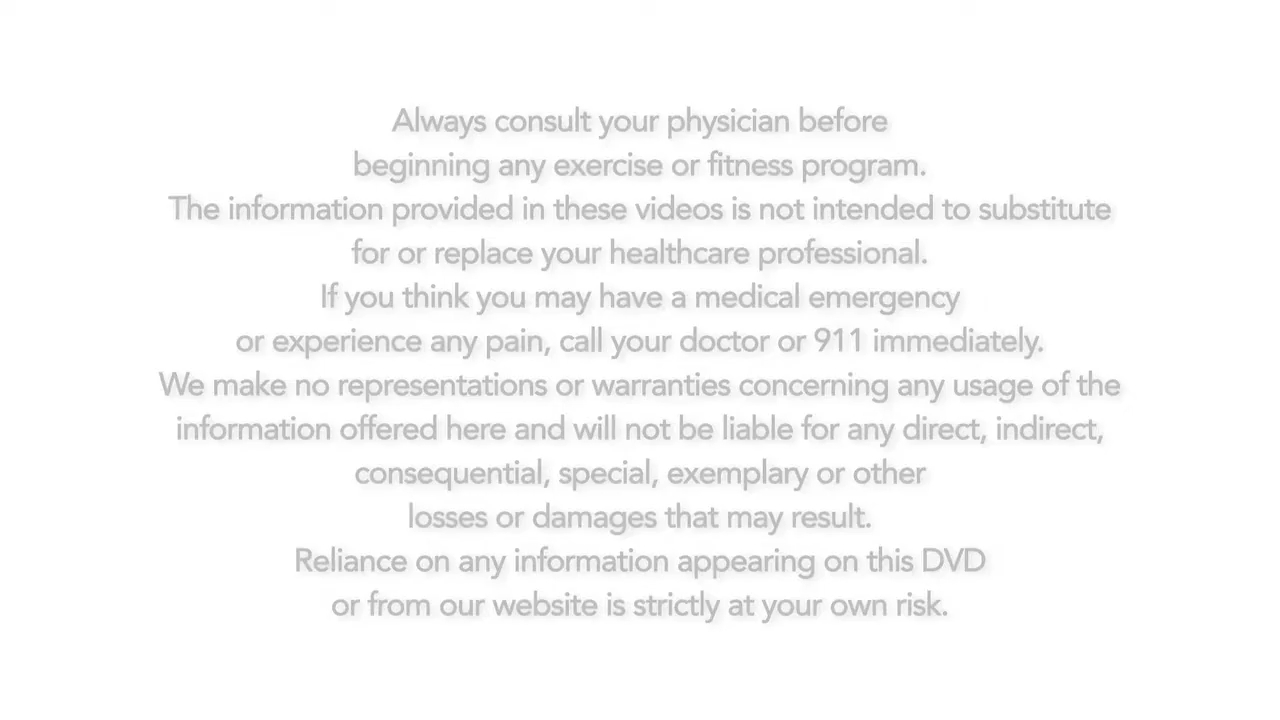 Always consult your physician before
beginning any exercise or fitness program.
The information provided in these videos is not intended to substitute
for or replace your healthcare professional.
If you think you may have a medical emergency
or experience any pain, call your doctor or 911 immediately.
We make no representations or warranties concerning any usage of the
information offered here and will not be liable for any direct, indirect,
consequential, special, exemplary or other
losses or damages that may result.
Reliance on any information appearing on this DVD
or from our website is strictly at your own risk.